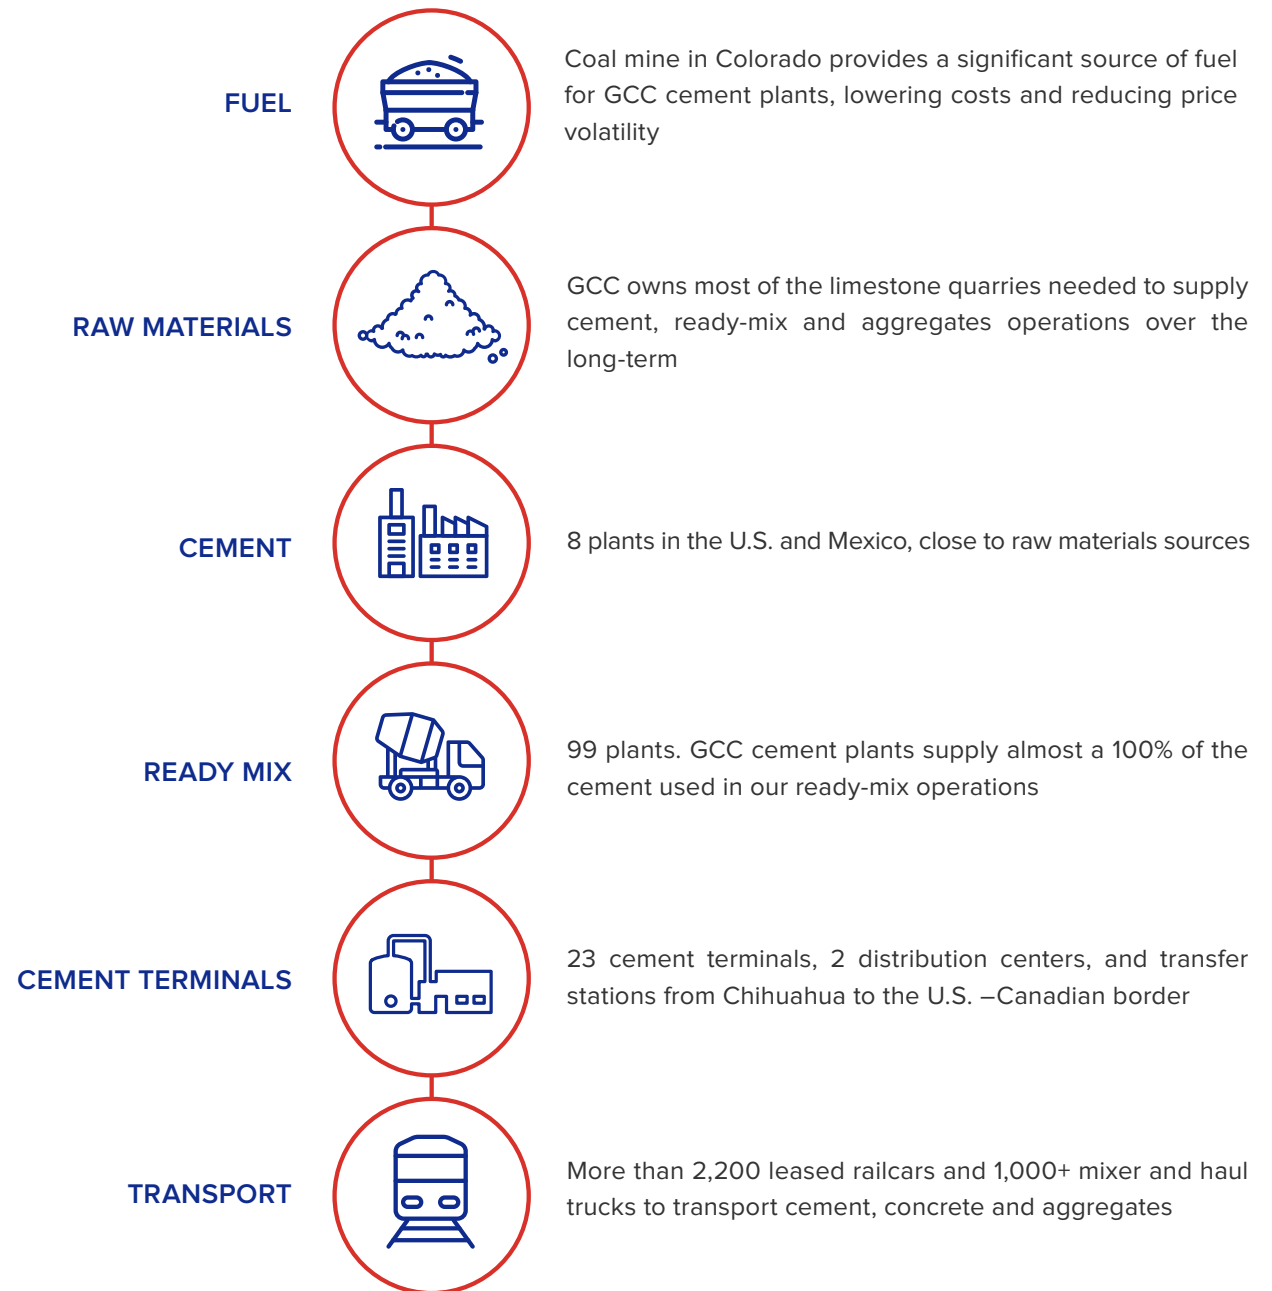 FUEL
Coal mine in Colorado provides a significant source of fuel
for GCC cement plants, lowering costs and reducing price
volatility
RAW MATERIALS
GCC owns most of the limestone quarries needed to supply
cement, ready-mix and aggregates operations over the
long-term
CEMENT
8 plants in the U.S. and Mexico, close to raw materials sources
READY MIX
99 plants. GCC cement plants supply almost a 100% of the
cement used in our ready-mix operations
CEMENT TERMINALS
23 cement terminals, 2 distribution centers, and transfer
stations from Chihuahua to the U.S. –Canadian border
TRANSPORT
More than 2,200 leased railcars and 1,000+ mixer and haul
trucks to transport cement, concrete and aggregates